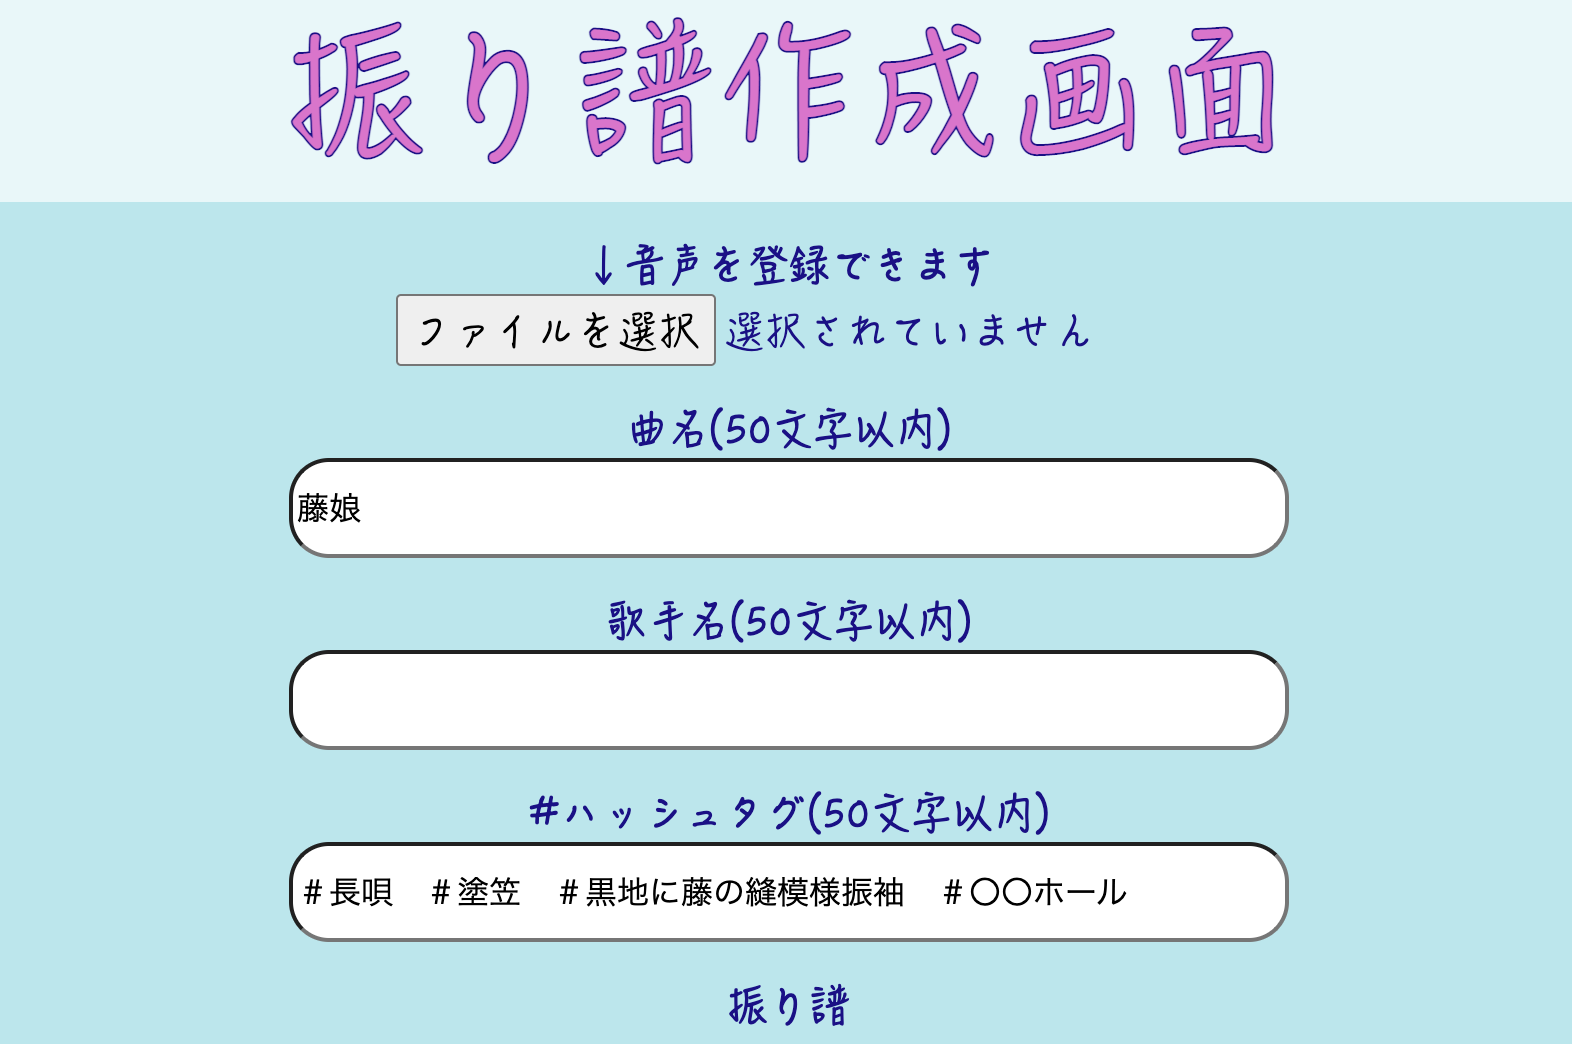 振り譜作成画面
↓音声を登録できます
ファイルを選択 選択されていません
曲名(50文字以内)
藤娘
歌手名(50文字以内)
#ハッシュタグ(50文字以内)
＃長唄　＃塗笠　＃黒地に藤の縫模様振袖　＃〇〇ホール
振り譜